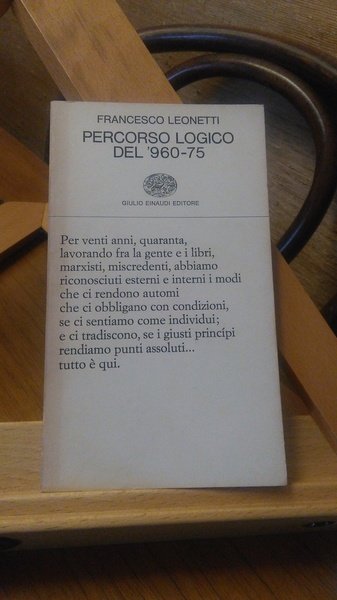 FRANCESCO LEONETTI
PERCORSO LOGICO
DEL '960-75
GIULIO EINAUDI EDITORE
Per venti anni, quaranta,
lavorando fra la gente e i libri,
marxisti, miscredenti, abbiamo
riconosciuti esterni e interni i modi
che ci rendono automi
che ci obbligano con condizioni,
se ci sentiamo come individui;
e ci tradiscono, se i giusti princípi
rendiamo punti assoluti...
tutto è qui.